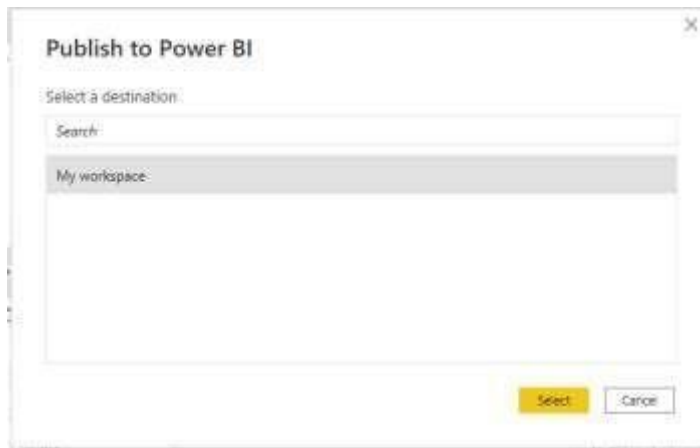 Publish to Power BI
Select a destination
Search
My workspace
Select
Cancel